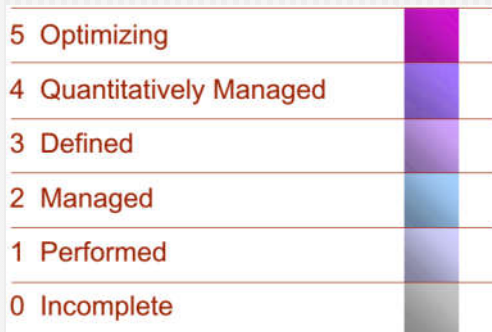 5 Optimizing
4 Quantitatively Managed
3 Defined
2 Managed
1 Performed
0 Incomplete